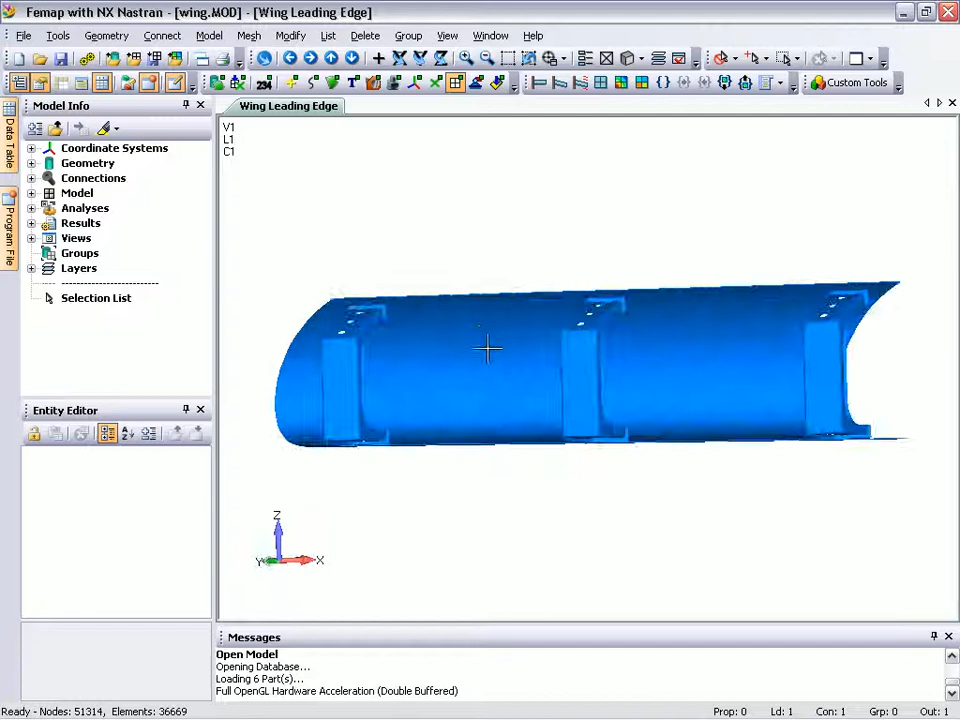 Femap with NX Nastran - [wing.MOD] - [Wing Leading Edge]
File Tools Geometry Connect Model Mesh Modify List Delete Group View Window Help
234
Custom Tools
Model Info
Wing Leading Edge
Data Table
Program File
Coordinate Systems
Geometry
Connections
Model
Analyses
Results
Views
Groups
Layers
Selection List
V1
L1
C1
Entity Editor
Z
Y
X
Messages
Open Model
Opening Database...
Loading 6 Part(s)...
Full OpenGL Hardware Acceleration (Double Buffered)
Ready - Nodes: 51314, Elements: 36669 Prop: 0 Ld: 1 Con: 1 Grp: 0 Out: 1